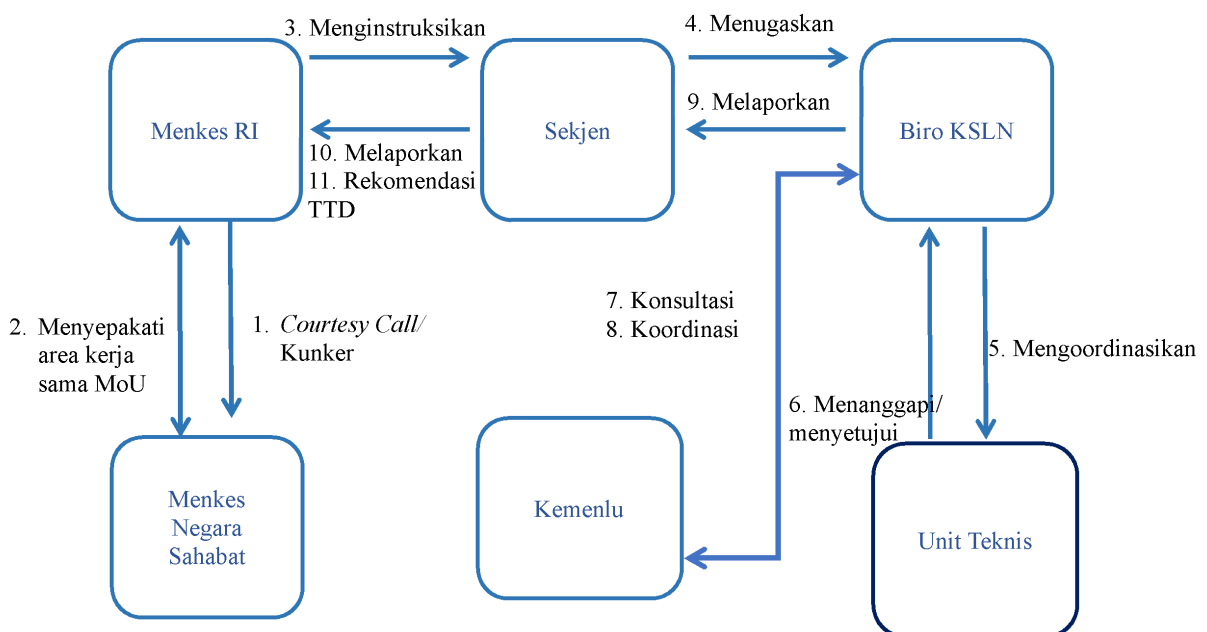 3. Menginstruksikan
4. Menugaskan
Menkes RI
Sekjen
Biro KSLN
9. Melaporkan
10. Melaporkan
11. Rekomendasi
TTD
2. Menyepakati
area kerja
sama MoU
1. Courtesy Call/
Kunker
7. Konsultasi
8. Koordinasi
5. Mengoordinasikan
6. Menanggapi/
menyetujui
Menkes
Negara
Sahabat
Kemenlu
Unit Teknis